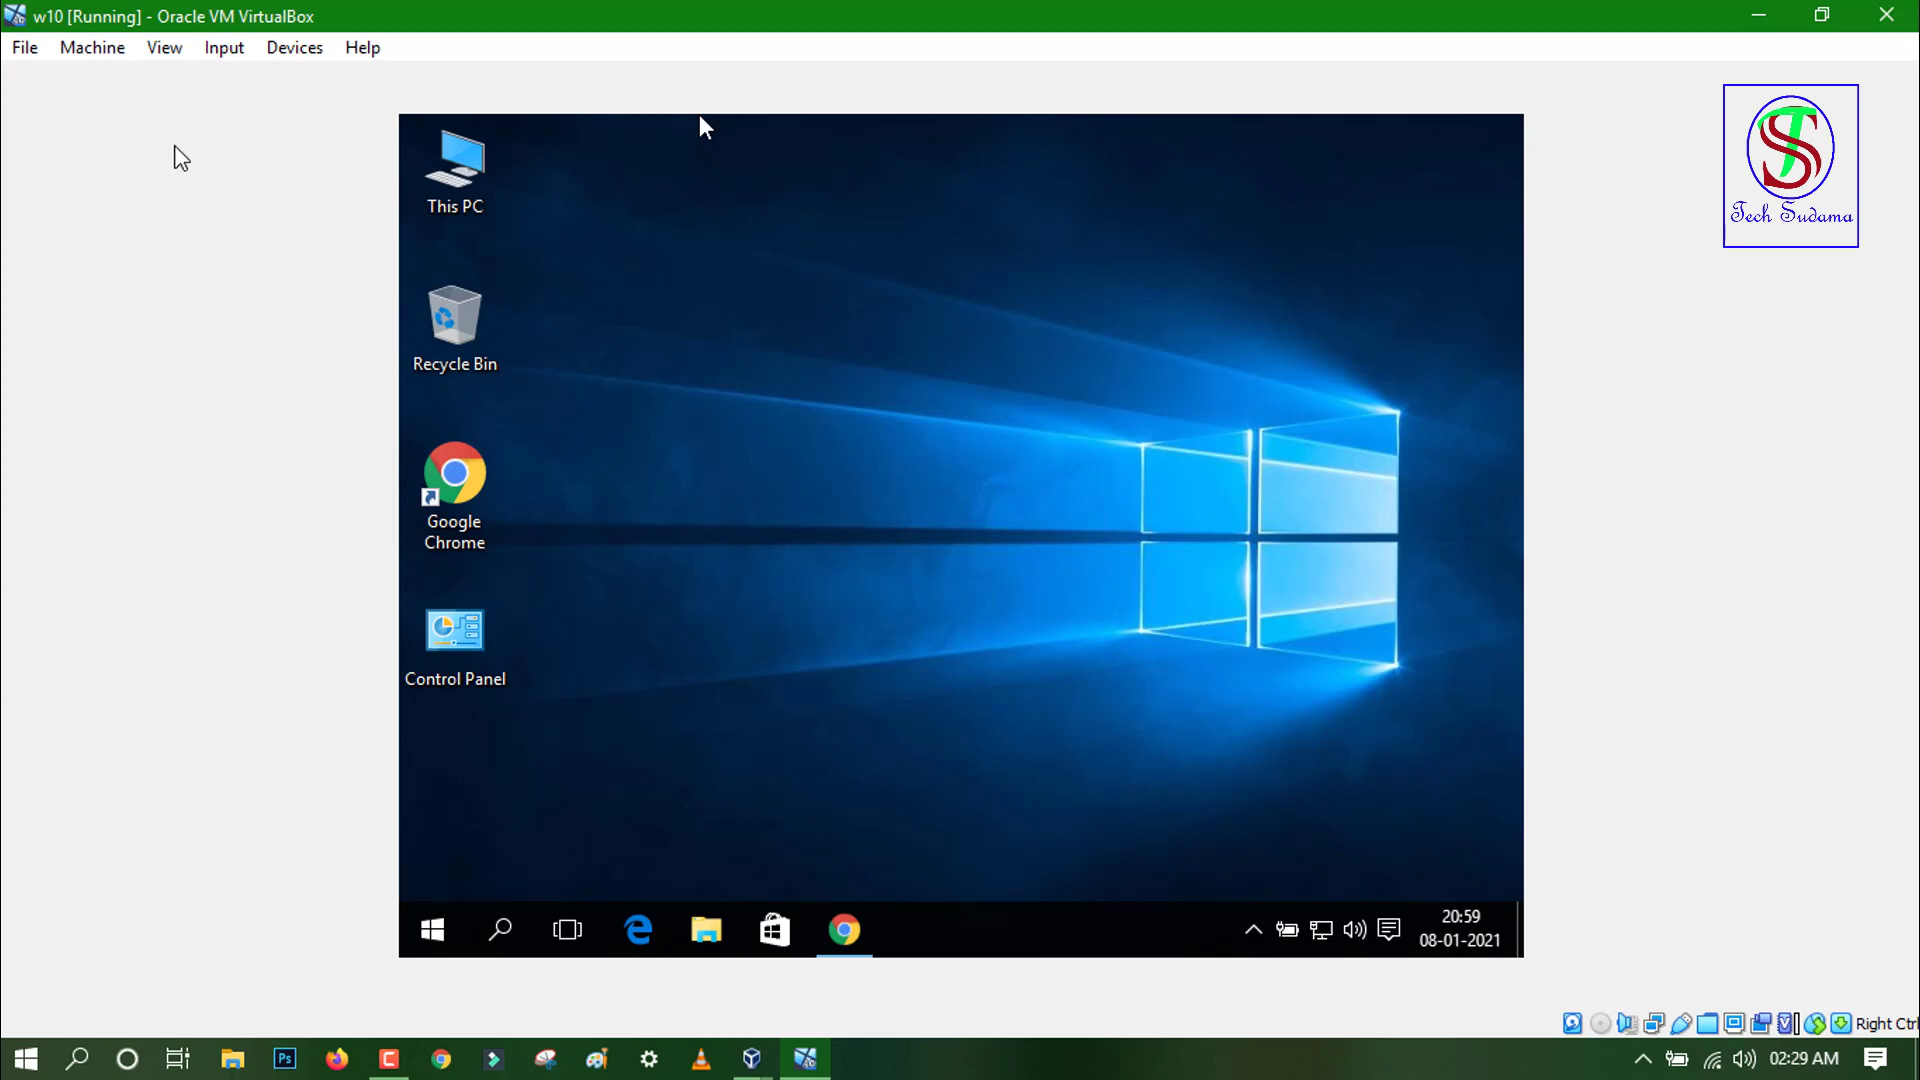 w10 [Running] - Oracle VM VirtualBox
File Machine View Input Devices Help
Tech Sudama
This PC
Recycle Bin
Google
Chrome
Control Panel
20:59
08-01-2021
Right Ctrl
Ps
02:29 AM